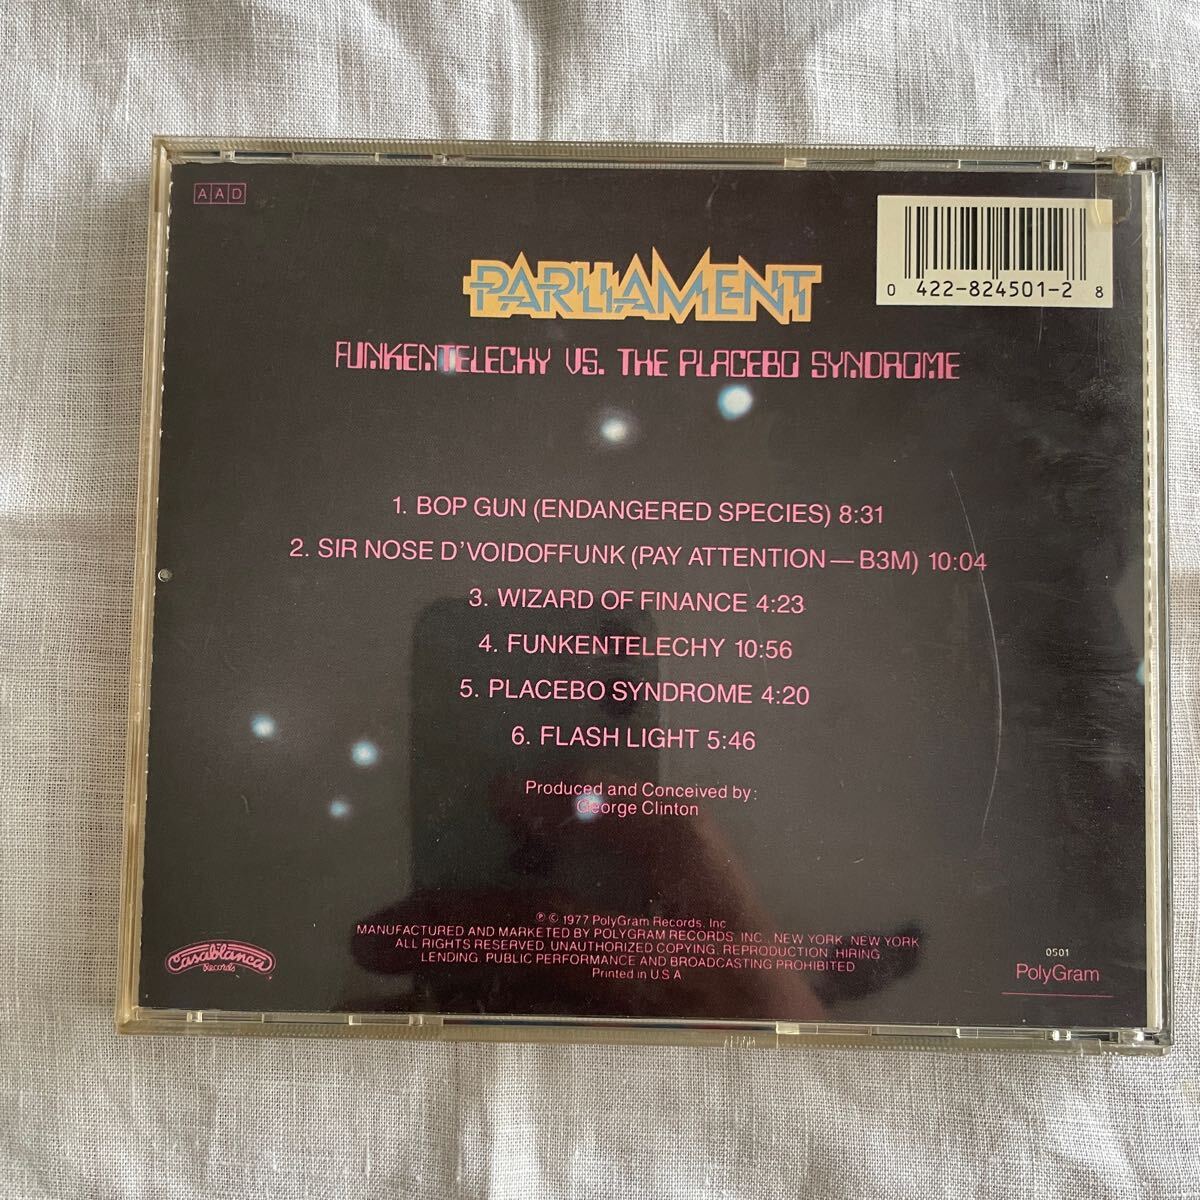 AAD
0 422-824501-2 8
PARLIAMENT
FUNKENTELECHY VS. THE PLACEBO SYNDROME
1. BOP GUN (ENDANGERED SPECIES) 8:31
2. SIR NOSE D'VOIDOFFUNK (PAY ATTENTION—B3M) 10:04
3. WIZARD OF FINANCE 4:23
4. FUNKENTELECHY 10:56
5. PLACEBO SYNDROME 4:20
6. FLASH LIGHT 5:46
Produced and Conceived by:
George Clinton
℗ © 1977 PolyGram Records, Inc
MANUFACTURED AND MARKETED BY POLYGRAM RECORDS, INC., NEW YORK, NEW YORK
ALL RIGHTS RESERVED. UNAUTHORIZED COPYING, REPRODUCTION, HIRING
LENDING, PUBLIC PERFORMANCE AND BROADCASTING PROHIBITED
Printed in U.S.A.
Casablanca
Records
0501
PolyGram